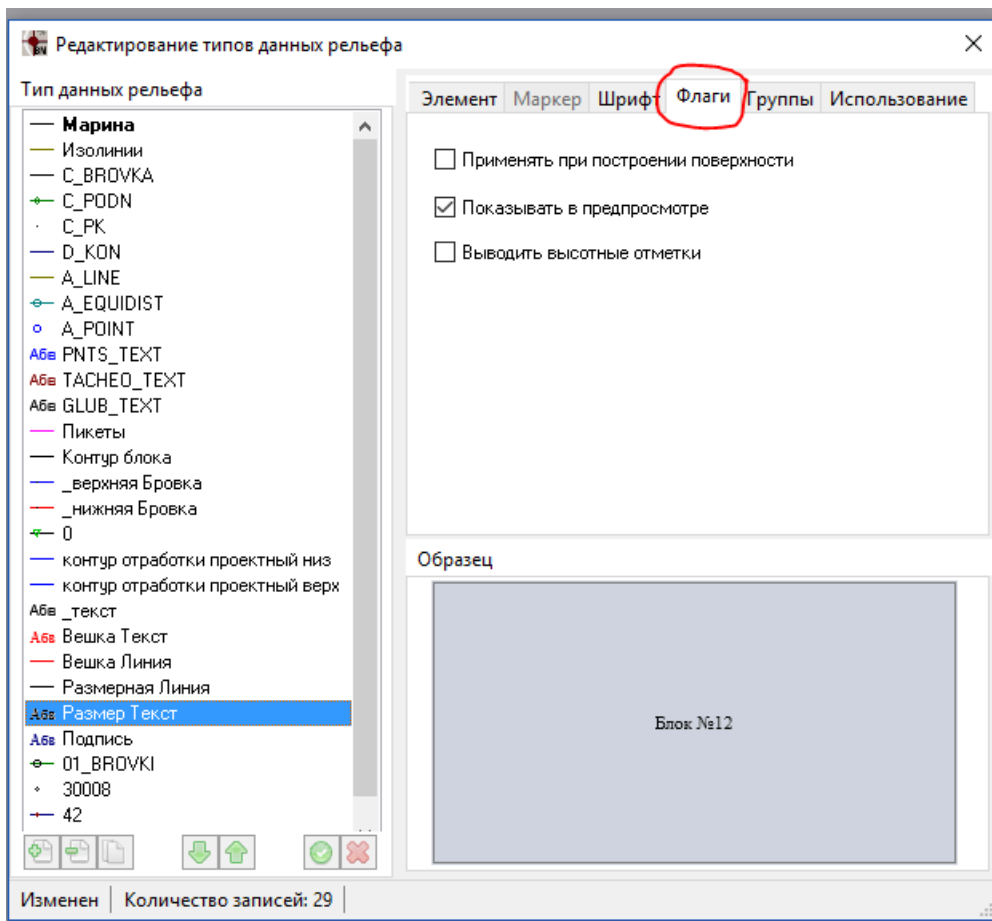 Редактирование типов данных рельефа
Тип данных рельефа
Элемент Маркер Шрифт Флаги Группы Использование
Марина
Изолинии
C_BROVKA
C_PODN
C_PK
D_KON
A_LINE
A_EQUIDIST
A_POINT
Абв PNTS_TEXT
Абв TACHEO_TEXT
Абв GLUB_TEXT
Пикеты
Контур блока
_верхняя Бровка
_нижняя Бровка
0
контур отработки проектный низ
контур отработки проектный верх
Абв _текст
Абв Вешка Текст
Вешка Линия
Размерная Линия
Абв Размер Текст
Абв Подпись
01_BROVKI
30008
42
Применять при построении поверхности
Показывать в предпросмотре
Выводить высотные отметки
Образец
Блок №12
Изменен Количество записей: 29